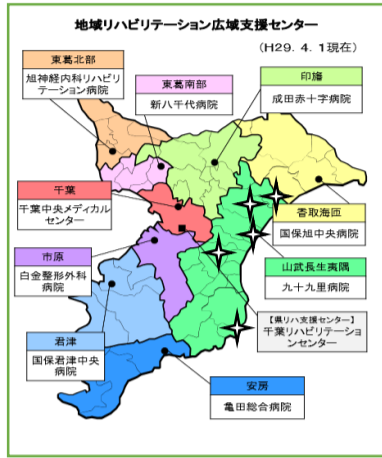 地域リハビリテーション広域支援センター
（H29．4．1現在）
東葛北部
旭神経内科リハビリ
テーション病院
東葛南部
新八千代病院
印旛
成田赤十字病院
千葉
千葉中央メディカル
センター
香取海匝
国保旭中央病院
市原
白金整形外科
病院
山武長生夷隅
九十九里病院
【県リハ支援センター】
千葉リハビリテーショ
ンセンター
君津
国保君津中央
病院
安房
亀田総合病院